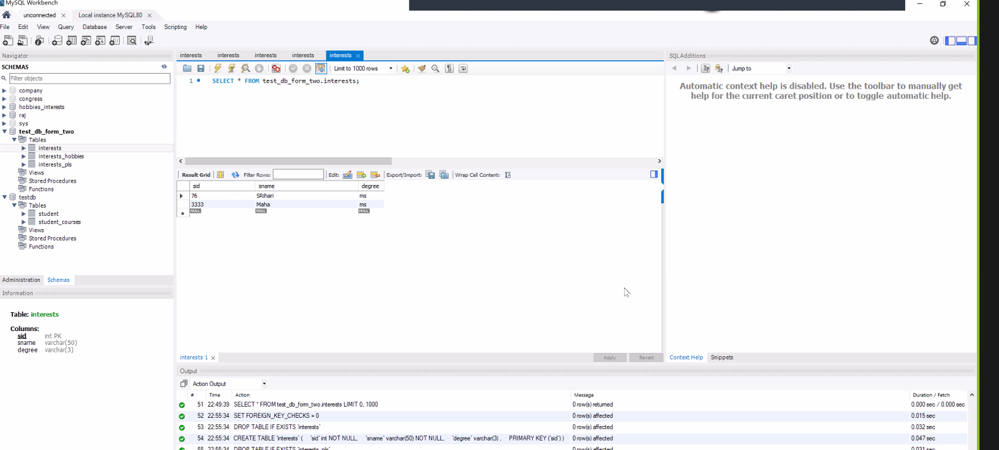 MySQL Workbench
unconnected
Local instance MySQL80
File Edit View Query Database Server Tools Scripting Help
Navigator
SCHEMAS
Filter objects
company
congress
hobbies_interests
raj
sys
test_db_form_two
Tables
interests
interests_hobbies
interests_pls
Views
Stored Procedures
Functions
testdb
Tables
student
student_courses
Views
Stored Procedures
Functions
Administration Schemas
Information
Table: interests
Columns:
sid int PK
sname varchar(50)
degree varchar(3)
interests interests interests interests interests
Limit to 1000 rows
1 SELECT * FROM test_db_form_two.interests;
Result Grid Filter Rows: Edit: Export/Import: Wrap Cell Content:
sid sname degree
76 SRihari ms
3333 Maha ms
NULL NULL NULL
interests 1
Apply Revert
SQLAdditions
Jump to
Automatic context help is disabled. Use the toolbar to manually get
help for the current caret position or to toggle automatic help.
Context Help Snippets
Output
Action Output
# Time Action Message Duration / Fetch
51 22:49:39 SELECT * FROM test_db_form_two.interests LIMIT 0, 1000 0 row(s) returned 0.000 sec / 0.000 sec
52 22:55:34 SET FOREIGN_KEY_CHECKS = 0 0 row(s) affected 0.015 sec
53 22:55:34 DROP TABLE IF EXISTS `interests` 0 row(s) affected 0.032 sec
54 22:55:34 CREATE TABLE `interests` ( `sid` int NOT NULL, `sname` varchar(50) NOT NULL, `degree` varchar(3) , PRIMARY KEY (`sid`) ) 0 row(s) affected 0.047 sec
55 22:55:34 DROP TABLE IF EXISTS `interests_pls` 0 row(s) affected 0.031 sec